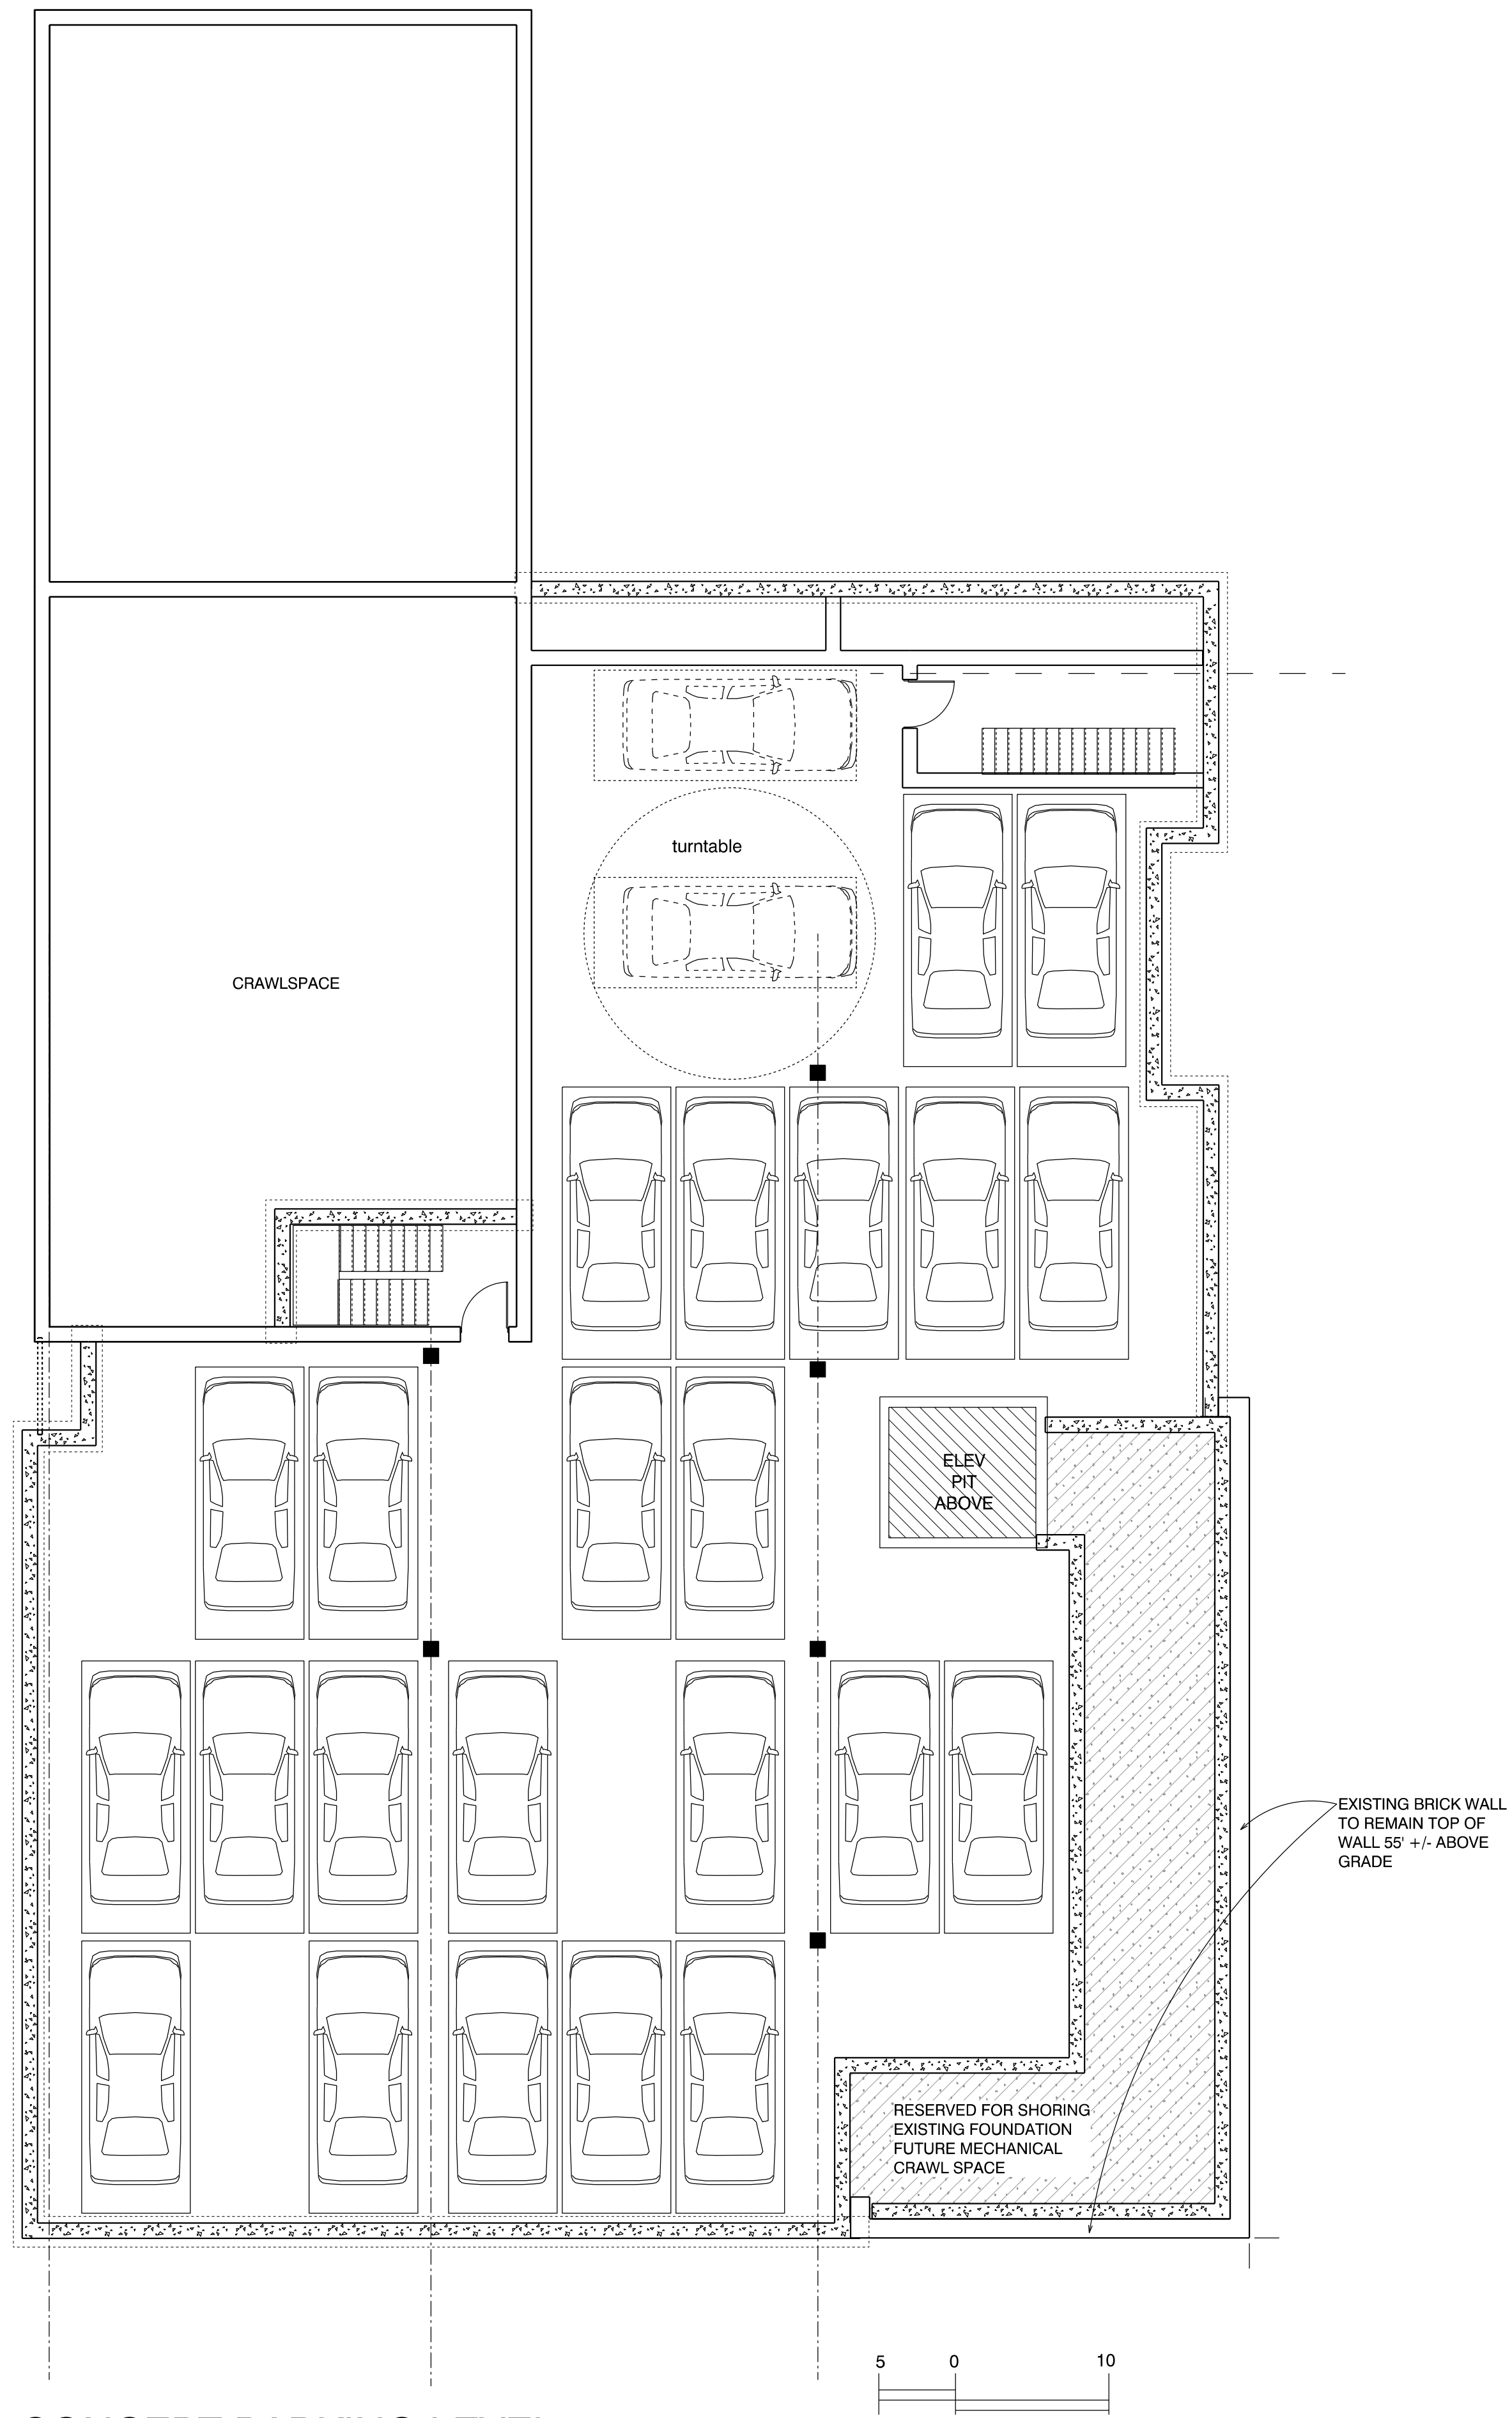 turntable
CRAWLSPACE
ELEV
PIT
ABOVE
EXISTING BRICK WALL
TO REMAIN TOP OF
WALL 55' +/- ABOVE
GRADE
RESERVED FOR SHORING
EXISTING FOUNDATION
FUTURE MECHANICAL
CRAWL SPACE
5 0 10